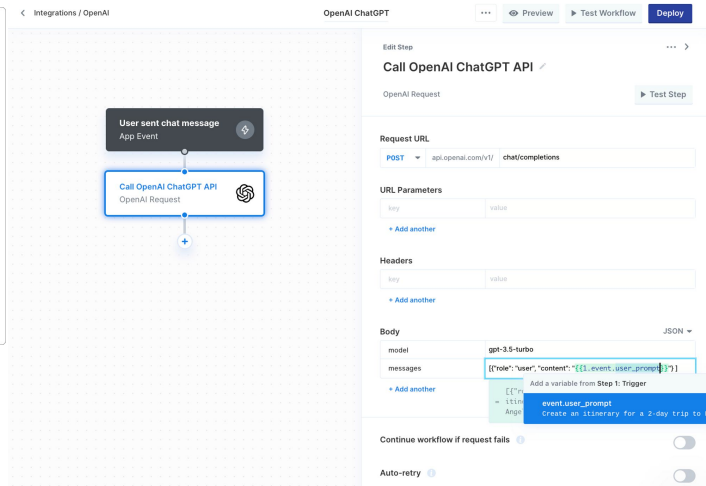 Integrations / OpenAI
OpenAI ChatGPT
Preview
Test Workflow
Deploy
Edit Step
Call OpenAI ChatGPT API
OpenAI Request
Test Step
User sent chat message
App Event
Call OpenAI ChatGPT API
OpenAI Request
Request URL
POST api.openai.com/v1/ chat/completions
URL Parameters
key value
+ Add another
Headers
key value
+ Add another
Body JSON
model gpt-3.5-turbo
messages [{"role": "user", "content": "{{1.event.user_prompt}}"} ]
+ Add another
Add a variable from Step 1: Trigger
event.user_prompt
Create an itinerary for a 2-day trip to
Continue workflow if request fails
Auto-retry